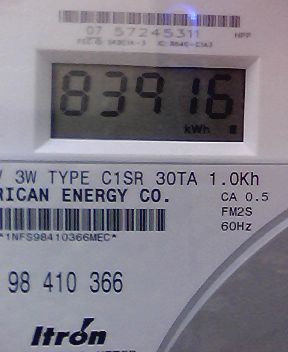 07 57245311
83916
kWh
3W TYPE C1SR 30TA 1.0Kh
RICAN ENERGY CO.
CA 0.5
FM2S
60Hz
*1NFS98410366MEC*
98 410 366
Itrón